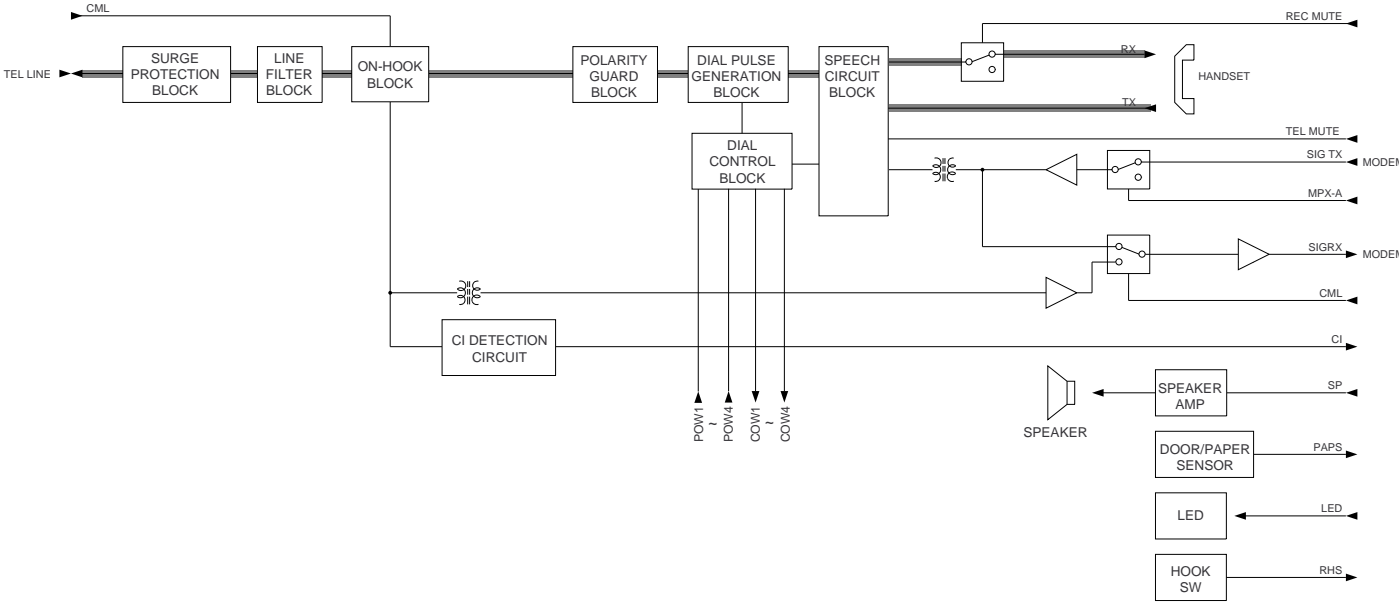 CML
REC MUTE
TEL LINE
SURGE
PROTECTION
BLOCK
LINE
FILTER
BLOCK
ON-HOOK
BLOCK
POLARITY
GUARD
BLOCK
DIAL PULSE
GENERATION
BLOCK
SPEECH
CIRCUIT
BLOCK
RX
HANDSET
TX
TEL MUTE
DIAL
CONTROL
BLOCK
SIG TX
MODEM
MPX-A
SIGRX
MODEM
CML
CI DETECTION
CIRCUIT
CI
POW1
~
POW4
COW1
~
COW4
SPEAKER
SPEAKER
AMP
SP
DOOR/PAPER
SENSOR
PAPS
LED
LED
HOOK
SW
RHS